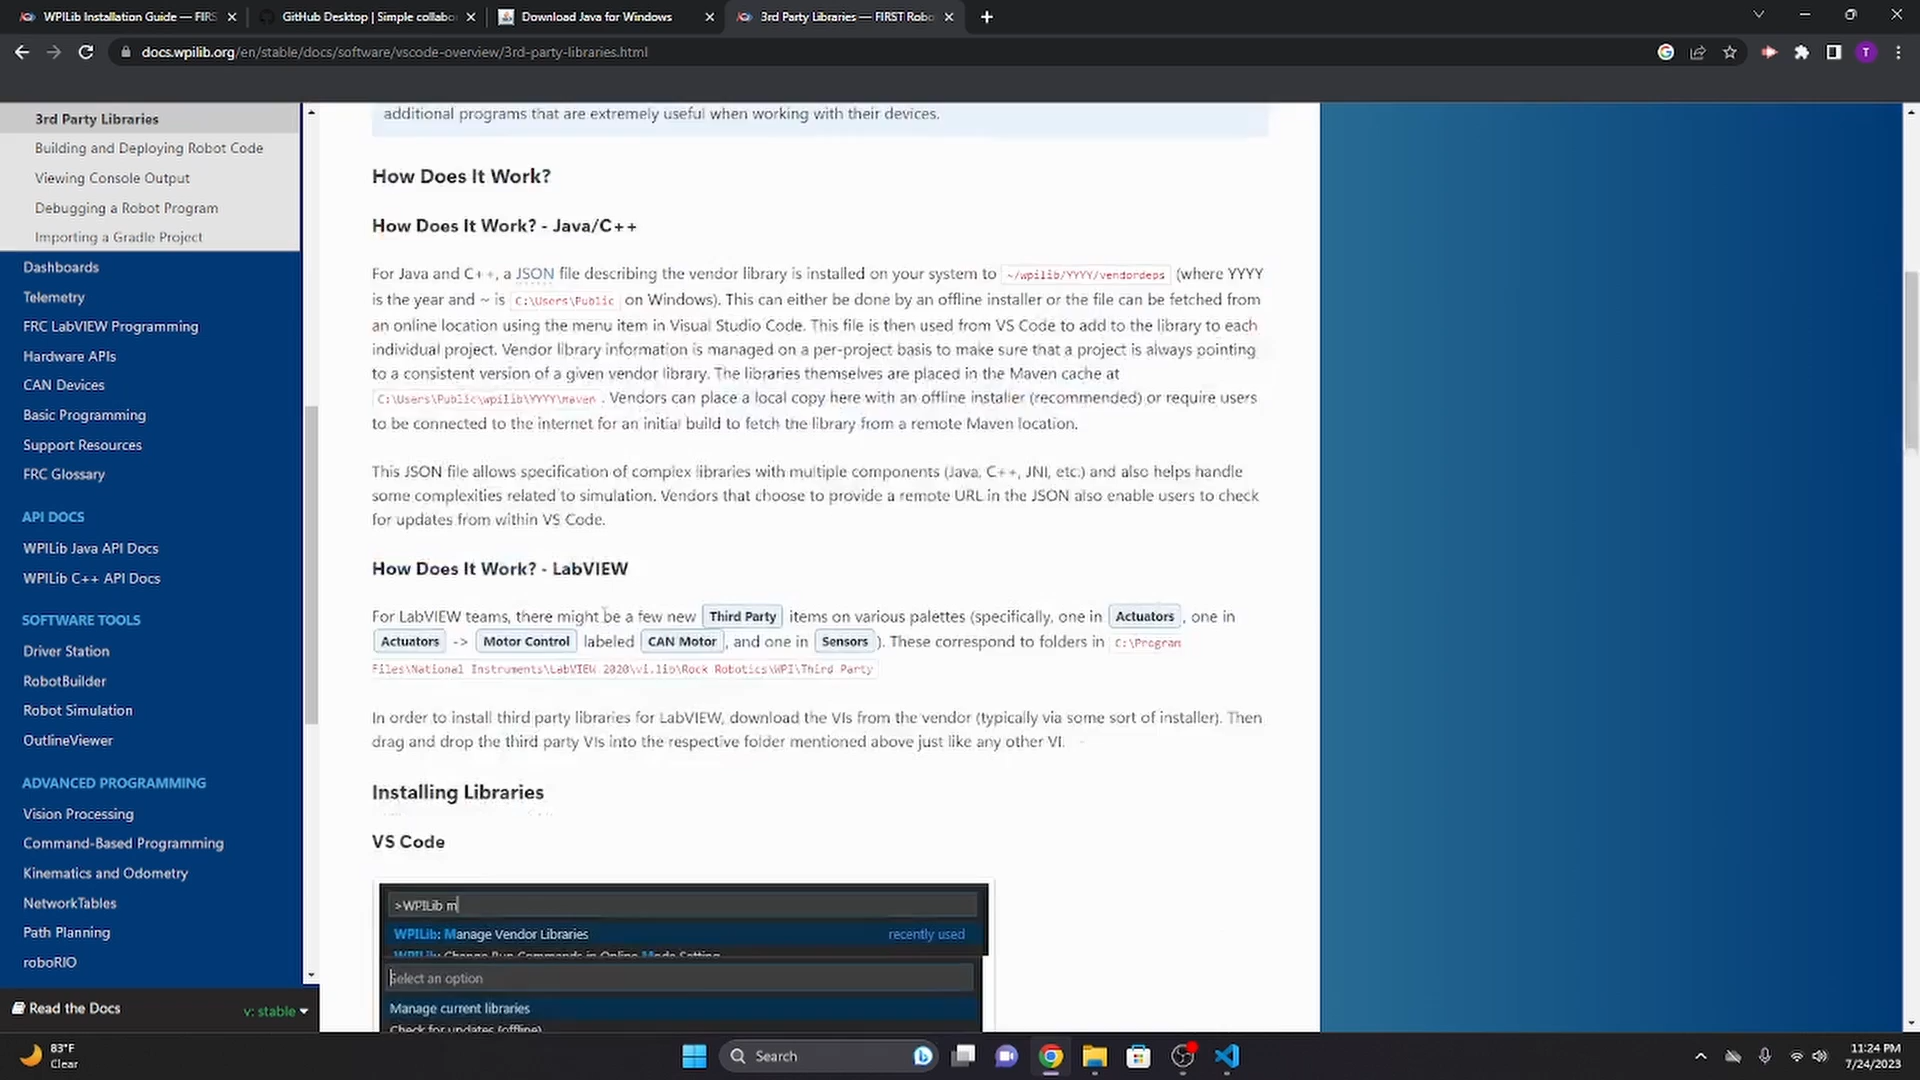 WPILib Installation Guide — FIRS
GitHub Desktop | Simple collabo
Download Java for Windows
3rd Party Libraries — FIRST Robo
docs.wpilib.org/en/stable/docs/software/vscode-overview/3rd-party-libraries.html
T
3rd Party Libraries
Building and Deploying Robot Code
Viewing Console Output
Debugging a Robot Program
Importing a Gradle Project
Dashboards
Telemetry
FRC LabVIEW Programming
Hardware APIs
CAN Devices
Basic Programming
Support Resources
FRC Glossary
API DOCS
WPILib Java API Docs
WPILib C++ API Docs
SOFTWARE TOOLS
Driver Station
RobotBuilder
Robot Simulation
OutlineViewer
ADVANCED PROGRAMMING
Vision Processing
Command-Based Programming
Kinematics and Odometry
NetworkTables
Path Planning
roboRIO
Read the Docs
v: stable
additional programs that are extremely useful when working with their devices.
How Does It Work?
How Does It Work? - Java/C++
For Java and C++, a JSON file describing the vendor library is installed on your system to ~/wpilib/YYYY/vendordeps (where YYYY
is the year and ~ is C:\Users\Public on Windows). This can either be done by an offline installer or the file can be fetched from
an online location using the menu item in Visual Studio Code. This file is then used from VS Code to add to the library to each
individual project. Vendor library information is managed on a per-project basis to make sure that a project is always pointing
to a consistent version of a given vendor library. The libraries themselves are placed in the Maven cache at
C:\Users\Public\wpilib\YYYY\maven . Vendors can place a local copy here with an offline installer (recommended) or require users
to be connected to the internet for an initial build to fetch the library from a remote Maven location.
This JSON file allows specification of complex libraries with multiple components (Java, C++, JNI, etc.) and also helps handle
some complexities related to simulation. Vendors that choose to provide a remote URL in the JSON also enable users to check
for updates from within VS Code.
How Does It Work? - LabVIEW
For LabVIEW teams, there might be a few new Third Party items on various palettes (specifically, one in Actuators , one in
Actuators -> Motor Control labeled CAN Motor , and one in Sensors ). These correspond to folders in C:\Program
Files\National Instruments\LabVIEW 2020\vi.lib\Rock Robotics\WPI\Third Party
In order to install third party libraries for LabVIEW, download the VIs from the vendor (typically via some sort of installer). Then
drag and drop the third party VIs into the respective folder mentioned above just like any other VI.
Installing Libraries
VS Code
>WPILib m
WPILib: Manage Vendor Libraries recently used
WPILib: Change Run Commands in Online Mode Setting
Select an option
Manage current libraries
Check for updates (offline)
83°F
Clear
Search
11:24 PM
7/24/2023